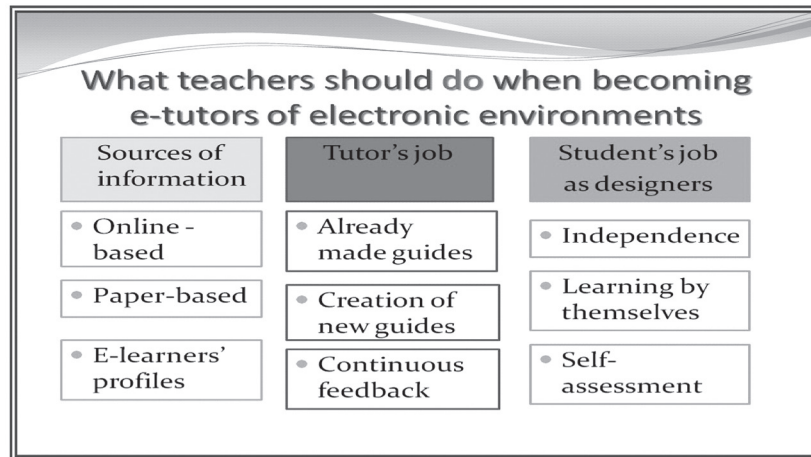 What teachers should do when becoming
e-tutors of electronic environments
Sources of
information
• Online -
based
• Paper-based
• E-learners’
profiles
Tutor’s job
• Already
made guides
• Creation of
new guides
• Continuous
feedback
Student’s job
as designers
• Independence
• Learning by
themselves
• Self-
assessment